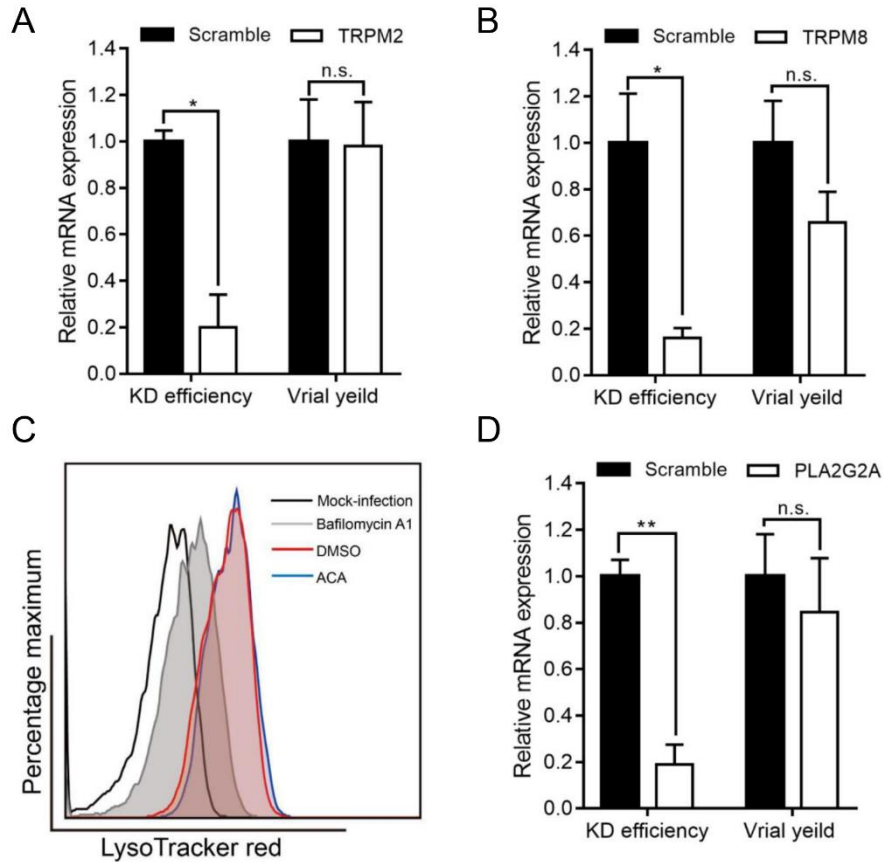 A
Scramble TRPM2
Relative mRNA expression
1.4
1.2
1.0
0.8
0.6
0.4
0.2
0.0
*
n.s.
KD efficiency Vrial yeild
B
Scramble TRPM8
Relative mRNA expression
1.4
1.2
1.0
0.8
0.6
0.4
0.2
0.0
*
n.s.
KD efficiency Vrial yeild
C
Percentage maximum
Mock-infection
Bafilomycin A1
DMSO
ACA
LysoTracker red
D
Scramble PLA2G2A
Relative mRNA expression
1.4
1.2
1.0
0.8
0.6
0.4
0.2
0.0
**
n.s.
KD efficiency Vrial yeild